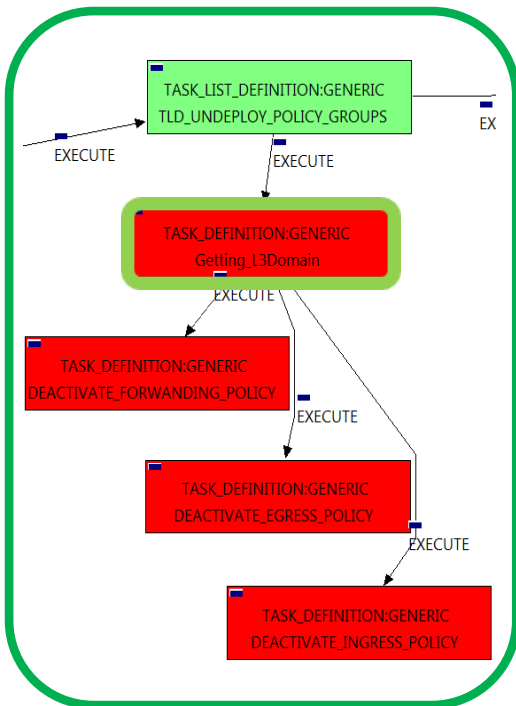 TASK_LIST_DEFINITION:GENERIC
TLD_UNDEPLOY_POLICY_GROUPS
EX
EXECUTE
EXECUTE
TASK_DEFINITION:GENERIC
Getting_L3Domain
EXECUTE
TASK_DEFINITION:GENERIC
DEACTIVATE_FORWANDING_POLICY
EXECUTE
TASK_DEFINITION:GENERIC
DEACTIVATE_EGRESS_POLICY
EXECUTE
TASK_DEFINITION:GENERIC
DEACTIVATE_INGRESS_POLICY